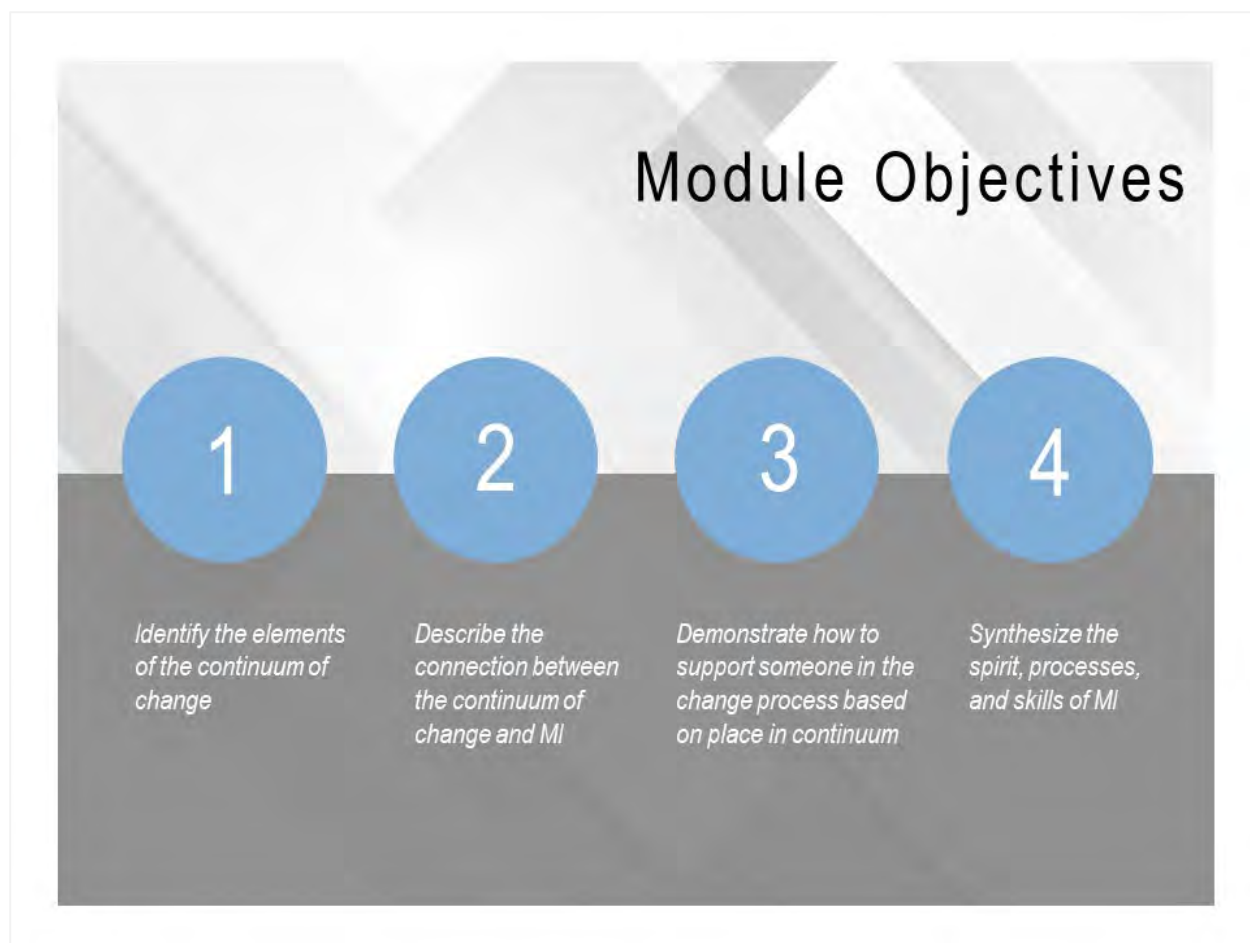 Module Objectives
1
Identify the elements
of the continuum of
change
2
Describe the
connection between
the continuum of
change and MI
3
Demonstrate how to
support someone in the
change process based
on place in continuum
4
Synthesize the
spirit, processes,
and skills of MI